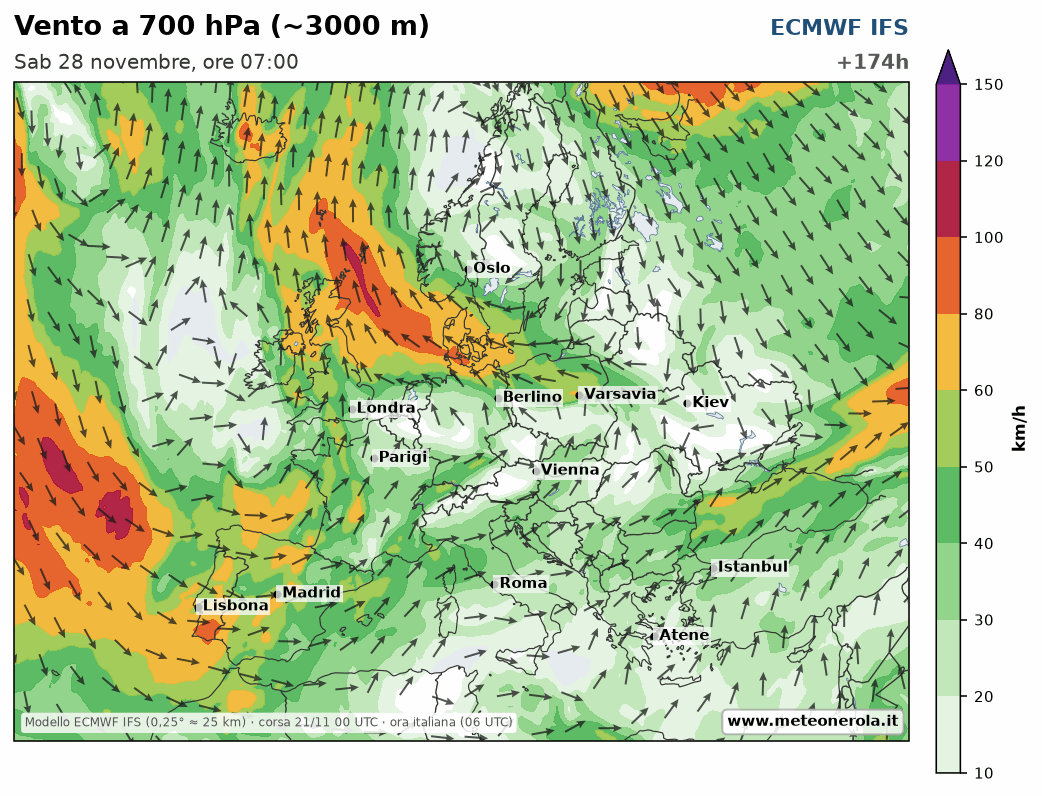 Vento a 700 hPa (~3000 m)
ECMWF IFS
Sab 28 novembre, ore 07:00
+174h
150
120
100
80
60
50
40
30
20
10
km/h
Oslo
Londra
Berlino
Varsavia
Kiev
Parigi
Vienna
Istanbul
Roma
Madrid
Lisbona
Atene
Modello ECMWF IFS (0,25° ≈ 25 km) · corsa 21/11 00 UTC · ora italiana (06 UTC)
www.meteonerola.it